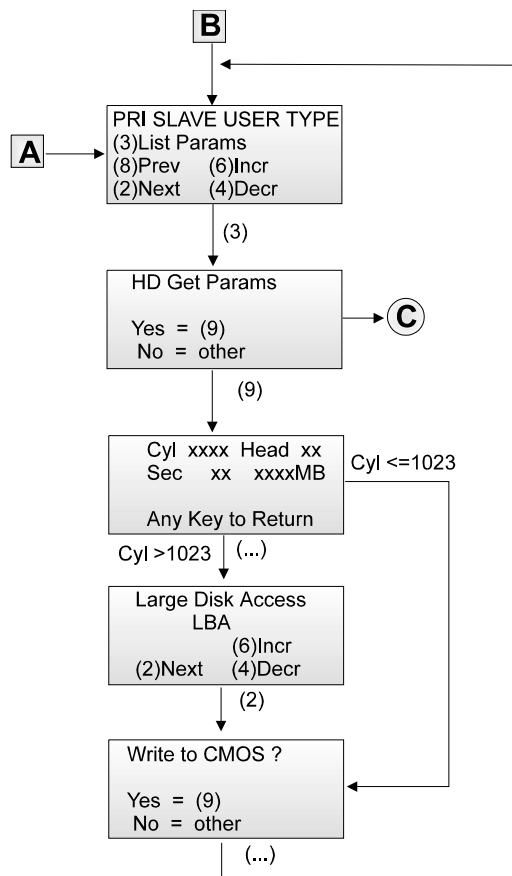 B
PRI SLAVE USER TYPE
(3)List Params
(8)Prev (6)Incr
(2)Next (4)Decr
A
(3)
HD Get Params
Yes = (9)
No = other
C
(9)
Cyl xxxx Head xx
Sec xx xxxxMB
Any Key to Return
Cyl <=1023
Cyl >1023
(...)
Large Disk Access
LBA
(6)Incr
(2)Next (4)Decr
(2)
Write to CMOS ?
Yes = (9)
No = other
(...)